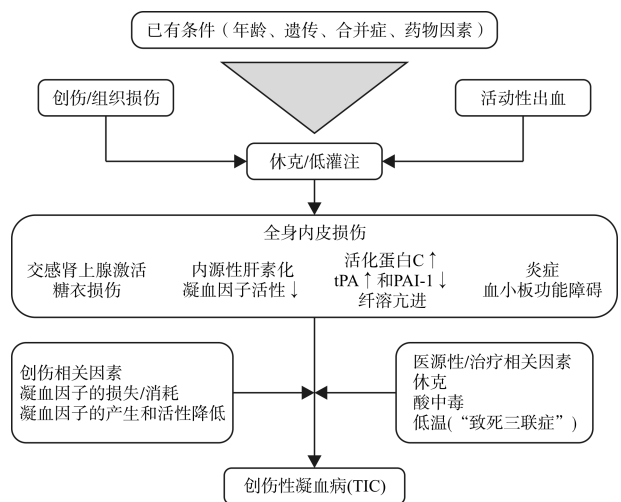 已有条件（年龄、遗传、合并症、药物因素）
创伤/组织损伤
活动性出血
休克/低灌注
全身内皮损伤
交感肾上腺激活
糖衣损伤
内源性肝素化
凝血因子活性↓
活化蛋白C↑
tPA↑和PAI-1↓
纤溶亢进
炎症
血小板功能障碍
创伤相关因素
凝血因子的损失/消耗
凝血因子的产生和活性降低
医源性/治疗相关因素
休克
酸中毒
低温(“致死三联症”)
创伤性凝血病(TIC)